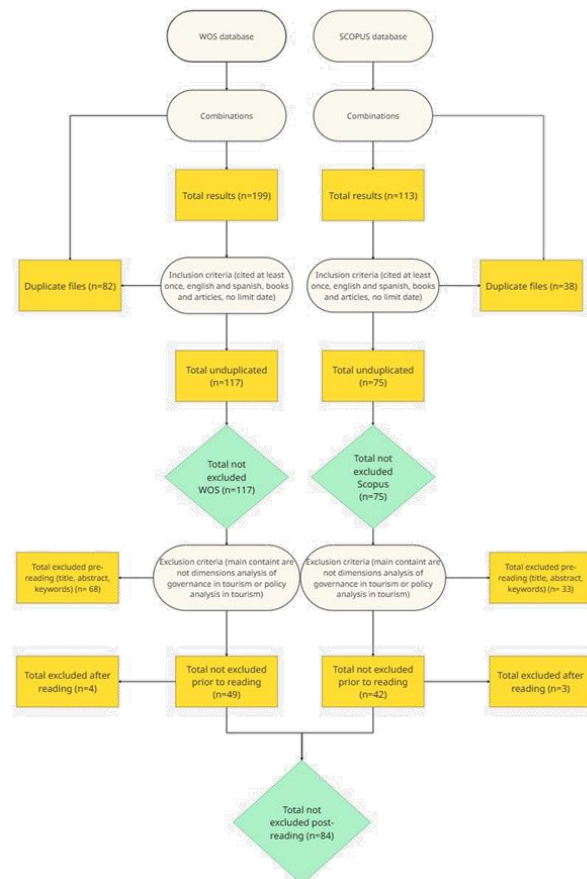 WOS database
SCOPUS database
Combinations
Combinations
Total results (n=199)
Total results (n=113)
Duplicate files (n=82)
Inclusion criteria (cited at least
once, english and spanish, books
and articles, no limit date)
Inclusion criteria (cited at least
once, english and spanish, books
and articles, no limit date)
Duplicate files (n=38)
Total unduplicated
(n=117)
Total unduplicated
(n=75)
Total not
excluded
WOS (n=117)
Total not
excluded
Scopus
(n=75)
Total excluded pre-
reading (title, abstract,
keywords) (n= 68)
Exclusion criteria (main containt are
not dimensions analysis of
governance in tourism or policy
analysis in tourism)
Exclusion criteria (main containt are
not dimensions analysis of
governance in tourism or policy
analysis in tourism)
Total excluded pre-
reading (title, abstract,
keywords) (n= 33)
Total excluded after
reading (n=4)
Total not excluded
prior to reading
(n=49)
Total not excluded
prior to reading
(n=42)
Total excluded after
reading (n=3)
Total not
excluded post-
reading (n=84)